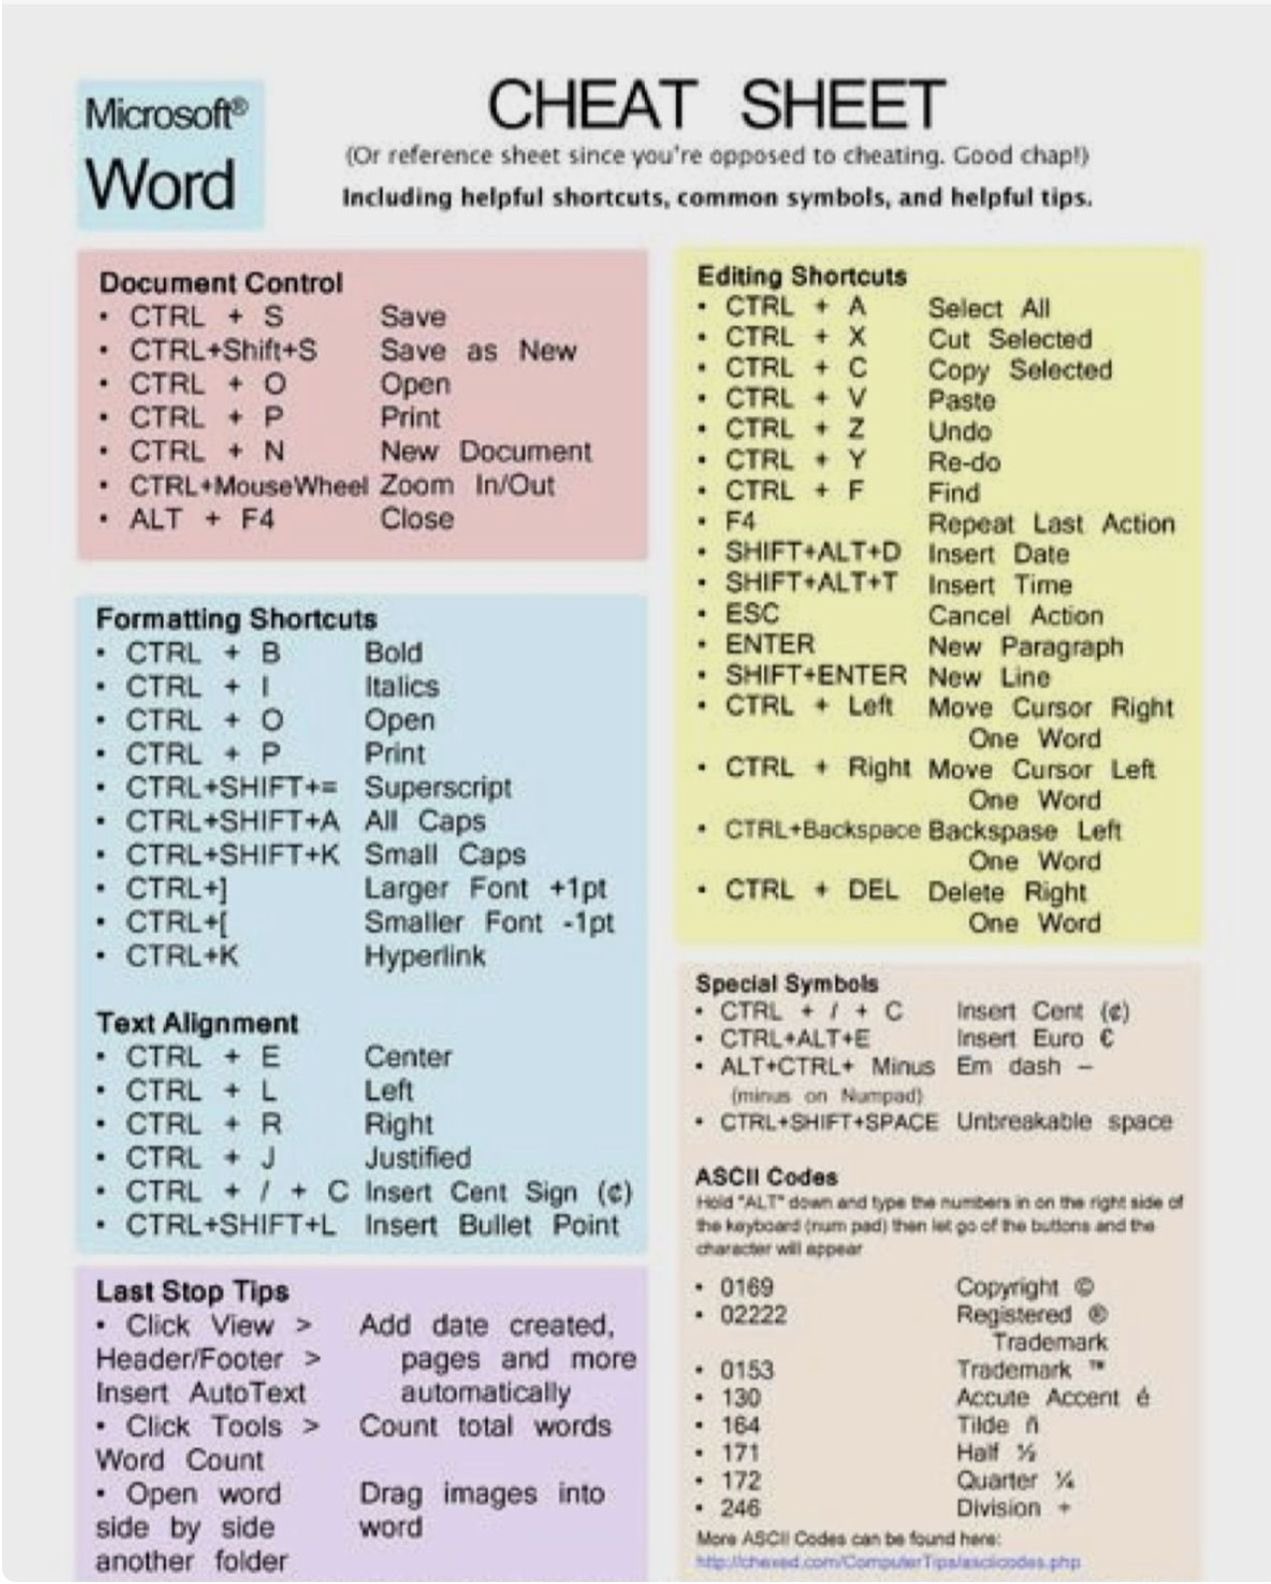 Microsoft®
Word
CHEAT SHEET
(Or reference sheet since you're opposed to cheating. Good chap!)
Including helpful shortcuts, common symbols, and helpful tips.
Document Control
• CTRL + S Save
• CTRL+Shift+S Save as New
• CTRL + O Open
• CTRL + P Print
• CTRL + N New Document
• CTRL+MouseWheel Zoom In/Out
• ALT + F4 Close
Formatting Shortcuts
• CTRL + B Bold
• CTRL + I Italics
• CTRL + O Open
• CTRL + P Print
• CTRL+SHIFT+= Superscript
• CTRL+SHIFT+A All Caps
• CTRL+SHIFT+K Small Caps
• CTRL+] Larger Font +1pt
• CTRL+[ Smaller Font -1pt
• CTRL+K Hyperlink
Text Alignment
• CTRL + E Center
• CTRL + L Left
• CTRL + R Right
• CTRL + J Justified
• CTRL + / + C Insert Cent Sign (¢)
• CTRL+SHIFT+L Insert Bullet Point
Last Stop Tips
• Click View > Add date created,
Header/Footer > pages and more
Insert AutoText automatically
• Click Tools > Count total words
Word Count
• Open word Drag images into
side by side word
another folder
Editing Shortcuts
• CTRL + A Select All
• CTRL + X Cut Selected
• CTRL + C Copy Selected
• CTRL + V Paste
• CTRL + Z Undo
• CTRL + Y Re-do
• CTRL + F Find
• F4 Repeat Last Action
• SHIFT+ALT+D Insert Date
• SHIFT+ALT+T Insert Time
• ESC Cancel Action
• ENTER New Paragraph
• SHIFT+ENTER New Line
• CTRL + Left Move Cursor Right
One Word
• CTRL + Right Move Cursor Left
One Word
• CTRL+Backspace Backspase Left
One Word
• CTRL + DEL Delete Right
One Word
Special Symbols
• CTRL + / + C Insert Cent (¢)
• CTRL+ALT+E Insert Euro €
• ALT+CTRL+ Minus Em dash –
(minus on Numpad)
• CTRL+SHIFT+SPACE Unbreakable space
ASCII Codes
Hold "ALT" down and type the numbers in on the right side of
the keyboard (num pad) then let go of the buttons and the
character will appear
• 0169 Copyright ©
• 02222 Registered ®
Trademark
• 0153 Trademark ™
• 130 Accute Accent é
• 164 Tilde ñ
• 171 Half ½
• 172 Quarter ¼
• 246 Division ÷
More ASCII Codes can be found here:
http://chexed.com/ComputerTips/asciicodes.php